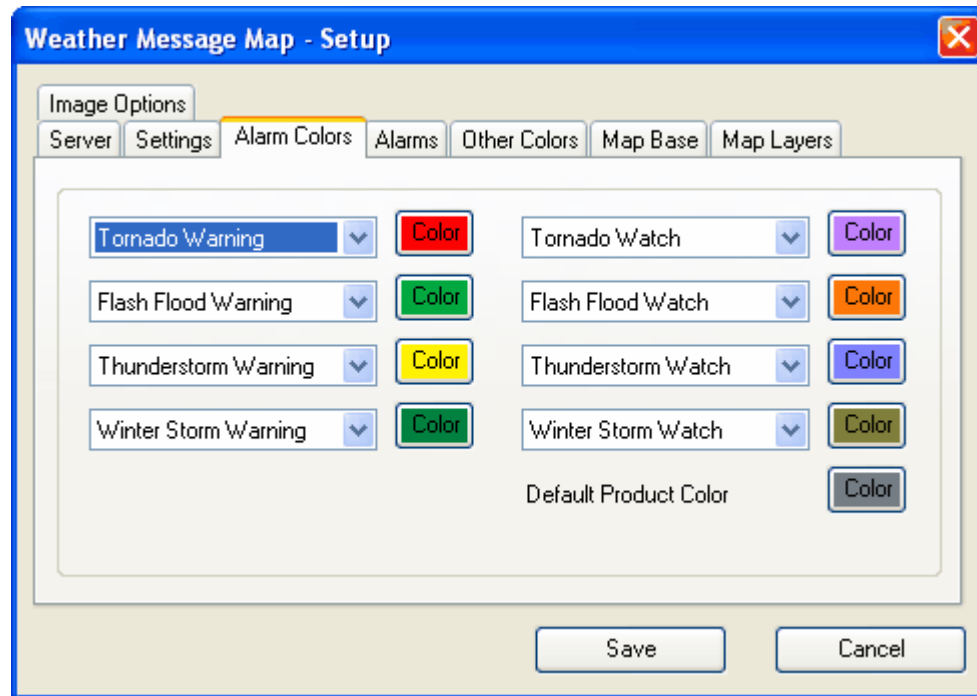 Weather Message Map - Setup
Image Options
Server Settings Alarm Colors Alarms Other Colors Map Base Map Layers
Tornado Warning Color Tornado Watch Color
Flash Flood Warning Color Flash Flood Watch Color
Thunderstorm Warning Color Thunderstorm Watch Color
Winter Storm Warning Color Winter Storm Watch Color
Default Product Color Color
Save Cancel